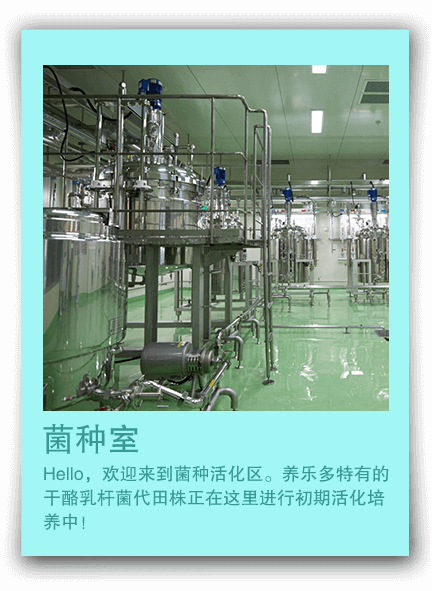 菌种室
Hello，欢迎来到菌种活化区。养乐多特有的
干酪乳杆菌代田株正在这里进行初期活化培
养中！